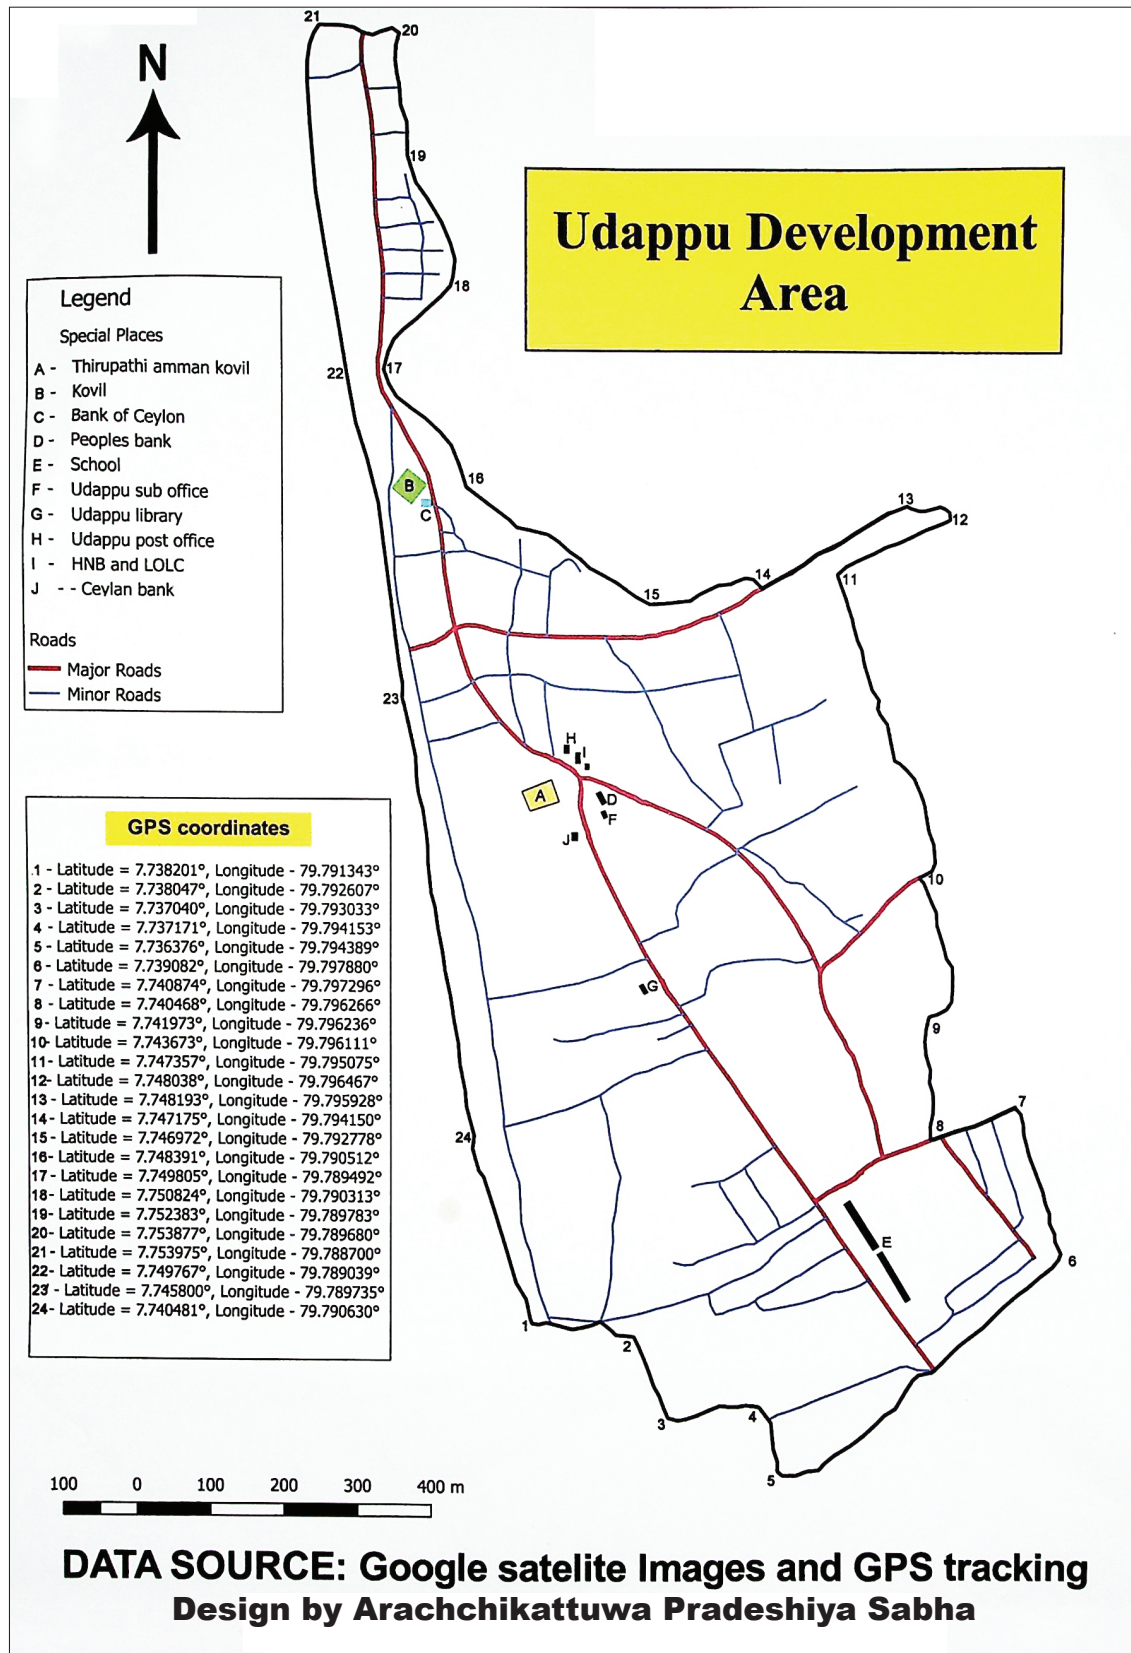 21
20
N
19
Udappu Development
Area
18
Legend
Special Places
A - Thirupathi amman kovil
B - Kovil
C - Bank of Ceylon
D - Peoples bank
E - School
F - Udappu sub office
G - Udappu library
H - Udappu post office
I - HNB and LOLC
J - - Ceylan bank
Roads
Major Roads
Minor Roads
22
17
16
B
C
13
12
11
14
15
23
H
I
A
D
F
J
10
G
9
GPS coordinates
1 - Latitude = 7.738201°, Longitude - 79.791343°
2 - Latitude = 7.738047°, Longitude - 79.792607°
3 - Latitude = 7.737040°, Longitude - 79.793033°
4 - Latitude = 7.737171°, Longitude - 79.794153°
5 - Latitude = 7.736376°, Longitude - 79.794389°
6 - Latitude = 7.739082°, Longitude - 79.797880°
7 - Latitude = 7.740874°, Longitude - 79.797296°
8 - Latitude = 7.740468°, Longitude - 79.796266°
9- Latitude = 7.741973°, Longitude - 79.796236°
10- Latitude = 7.743673°, Longitude - 79.796111°
11- Latitude = 7.747357°, Longitude - 79.795075°
12- Latitude = 7.748038°, Longitude - 79.796467°
13 - Latitude = 7.748193°, Longitude - 79.795928°
14 - Latitude = 7.747175°, Longitude - 79.794150°
15 - Latitude = 7.746972°, Longitude - 79.792778°
16- Latitude = 7.748391°, Longitude - 79.790512°
17 - Latitude = 7.749805°, Longitude - 79.789492°
18- Latitude = 7.750824°, Longitude - 79.790313°
19- Latitude = 7.752383°, Longitude - 79.789783°
20- Latitude = 7.753877°, Longitude - 79.789680°
21 - Latitude = 7.753975°, Longitude - 79.788700°
22- Latitude = 7.749767°, Longitude - 79.789039°
23 - Latitude = 7.745800°, Longitude - 79.789735°
24- Latitude = 7.740481°, Longitude - 79.790630°
24
7
8
E
6
1
2
3
4
5
100 0 100 200 300 400 m
DATA SOURCE: Google satelite Images and GPS tracking
Design by Arachchikattuwa Pradeshiya Sabha